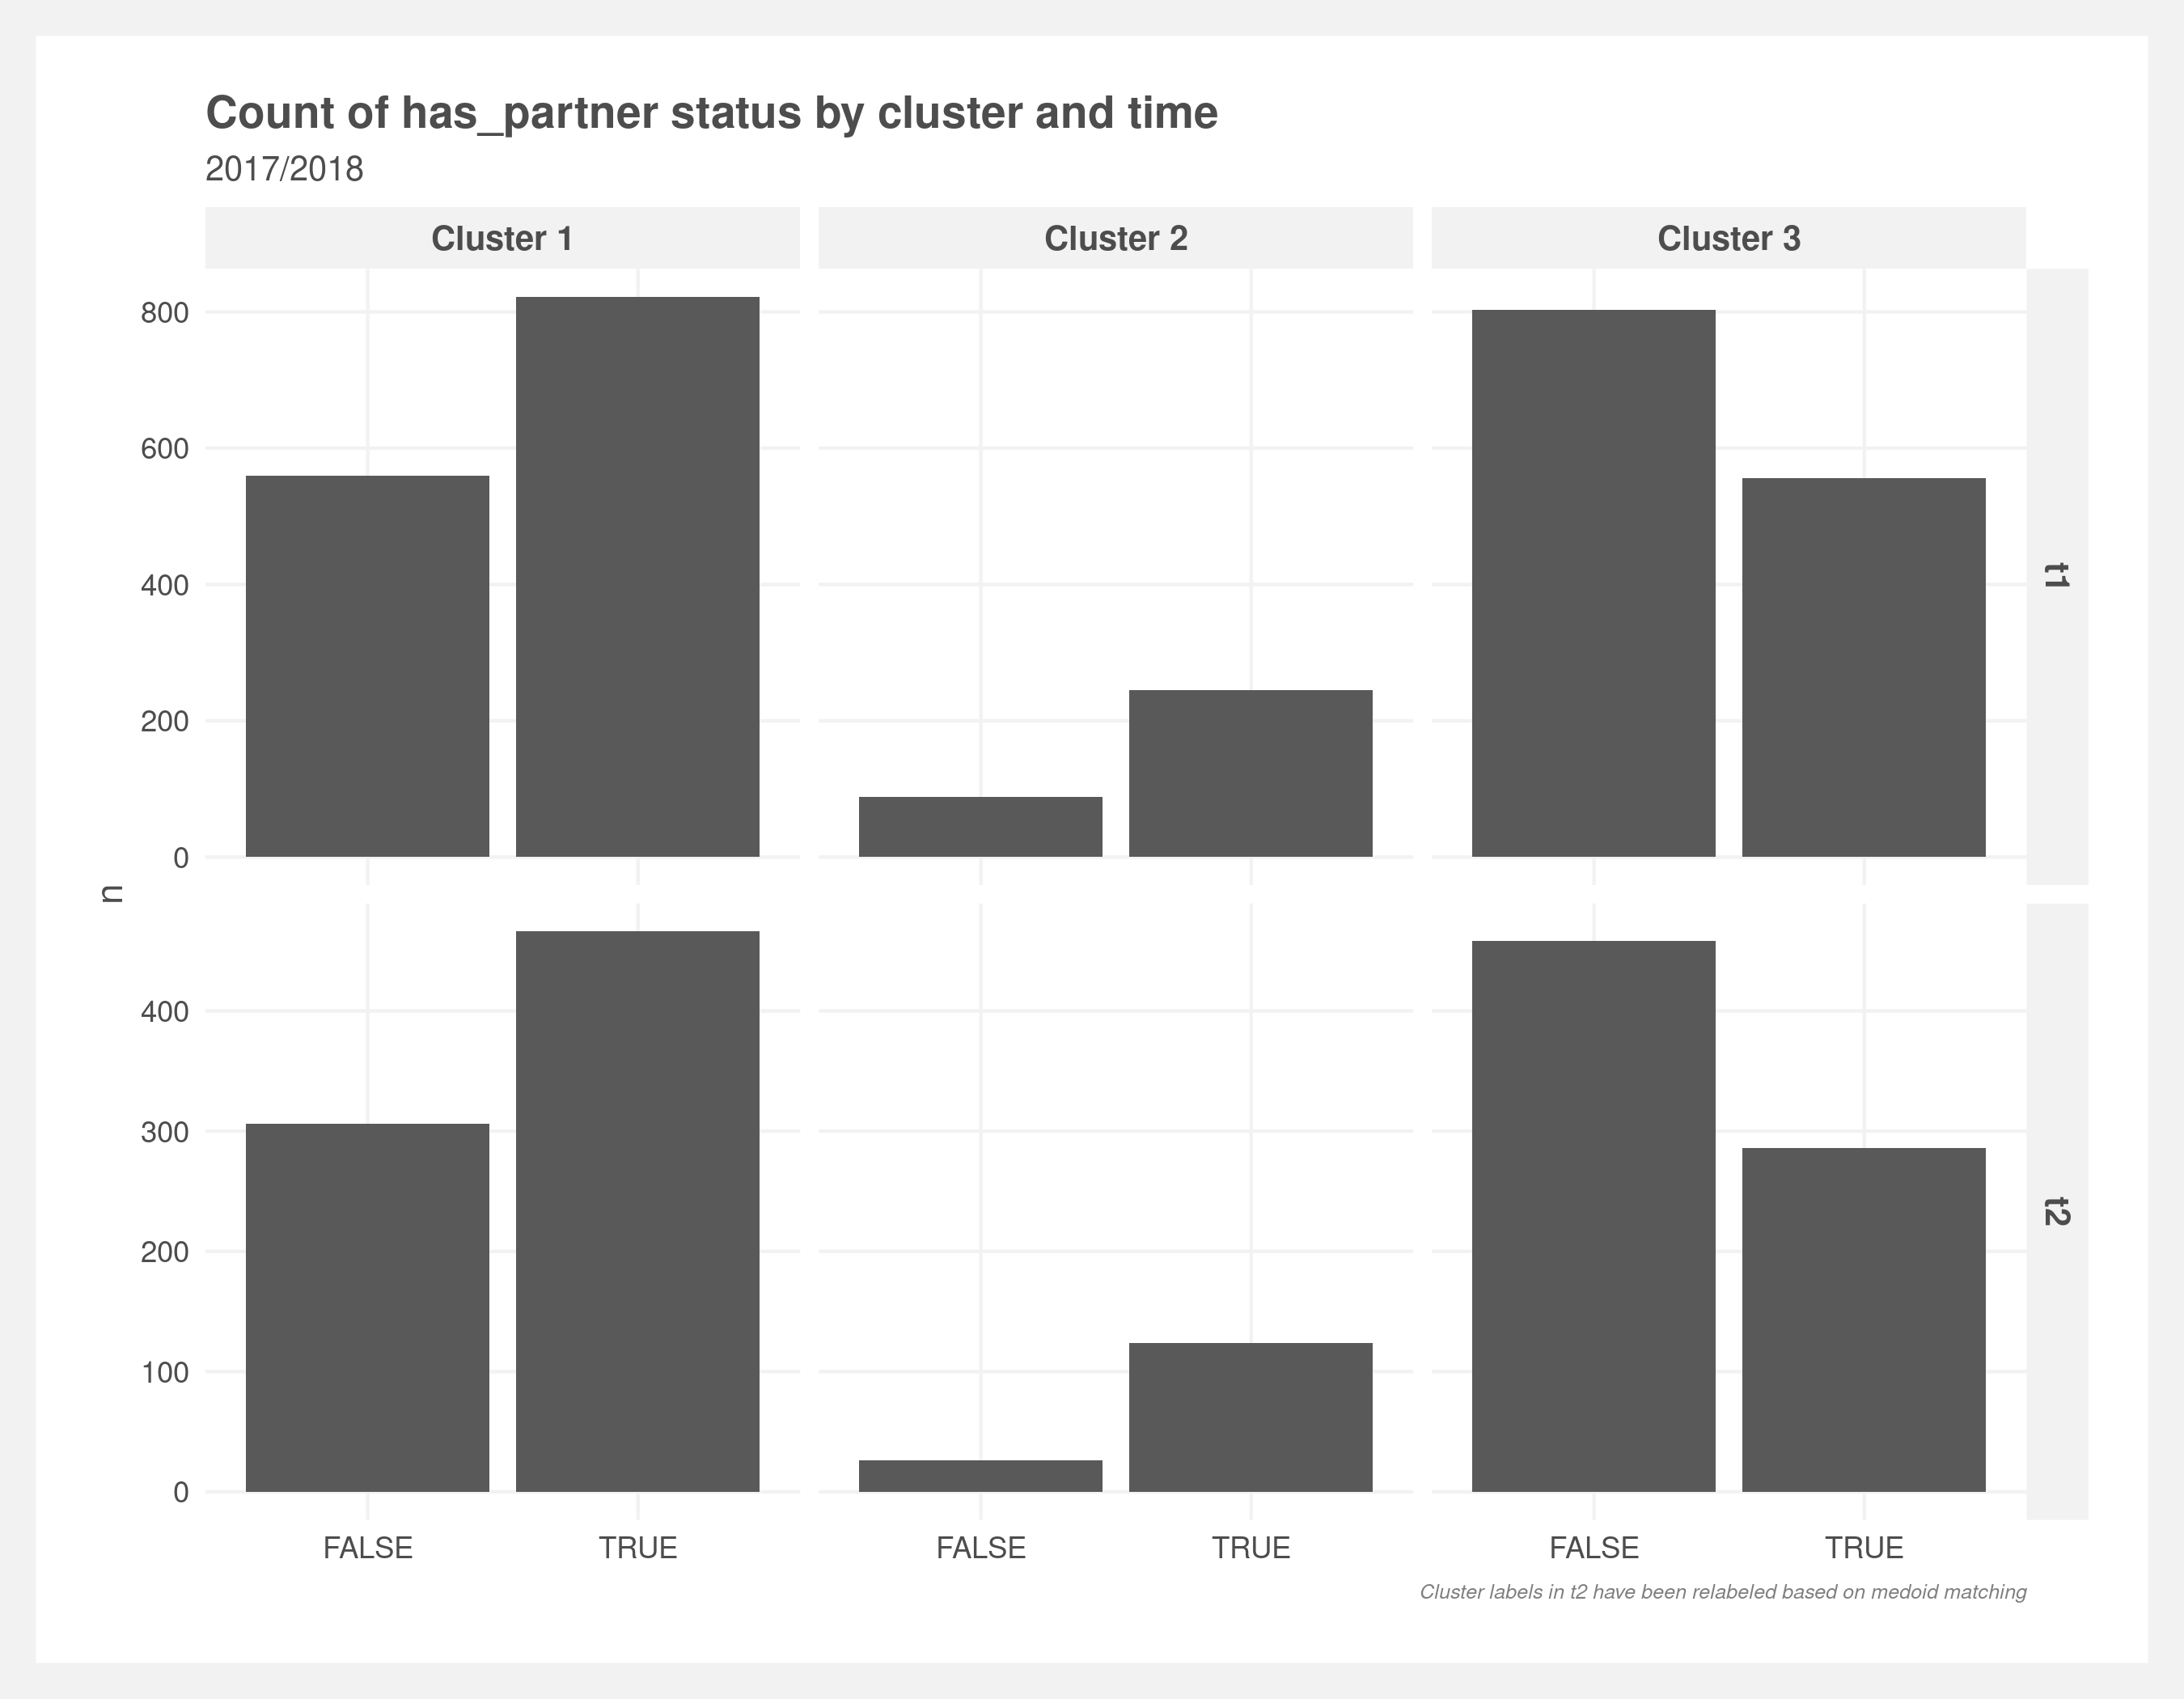 Count of has_partner status by cluster and time
2017/2018
Cluster 1
Cluster 2
Cluster 3
800
600
400
200
0
t1
n
400
300
200
100
0
t2
FALSE
TRUE
FALSE
TRUE
FALSE
TRUE
Cluster labels in t2 have been relabeled based on medoid matching